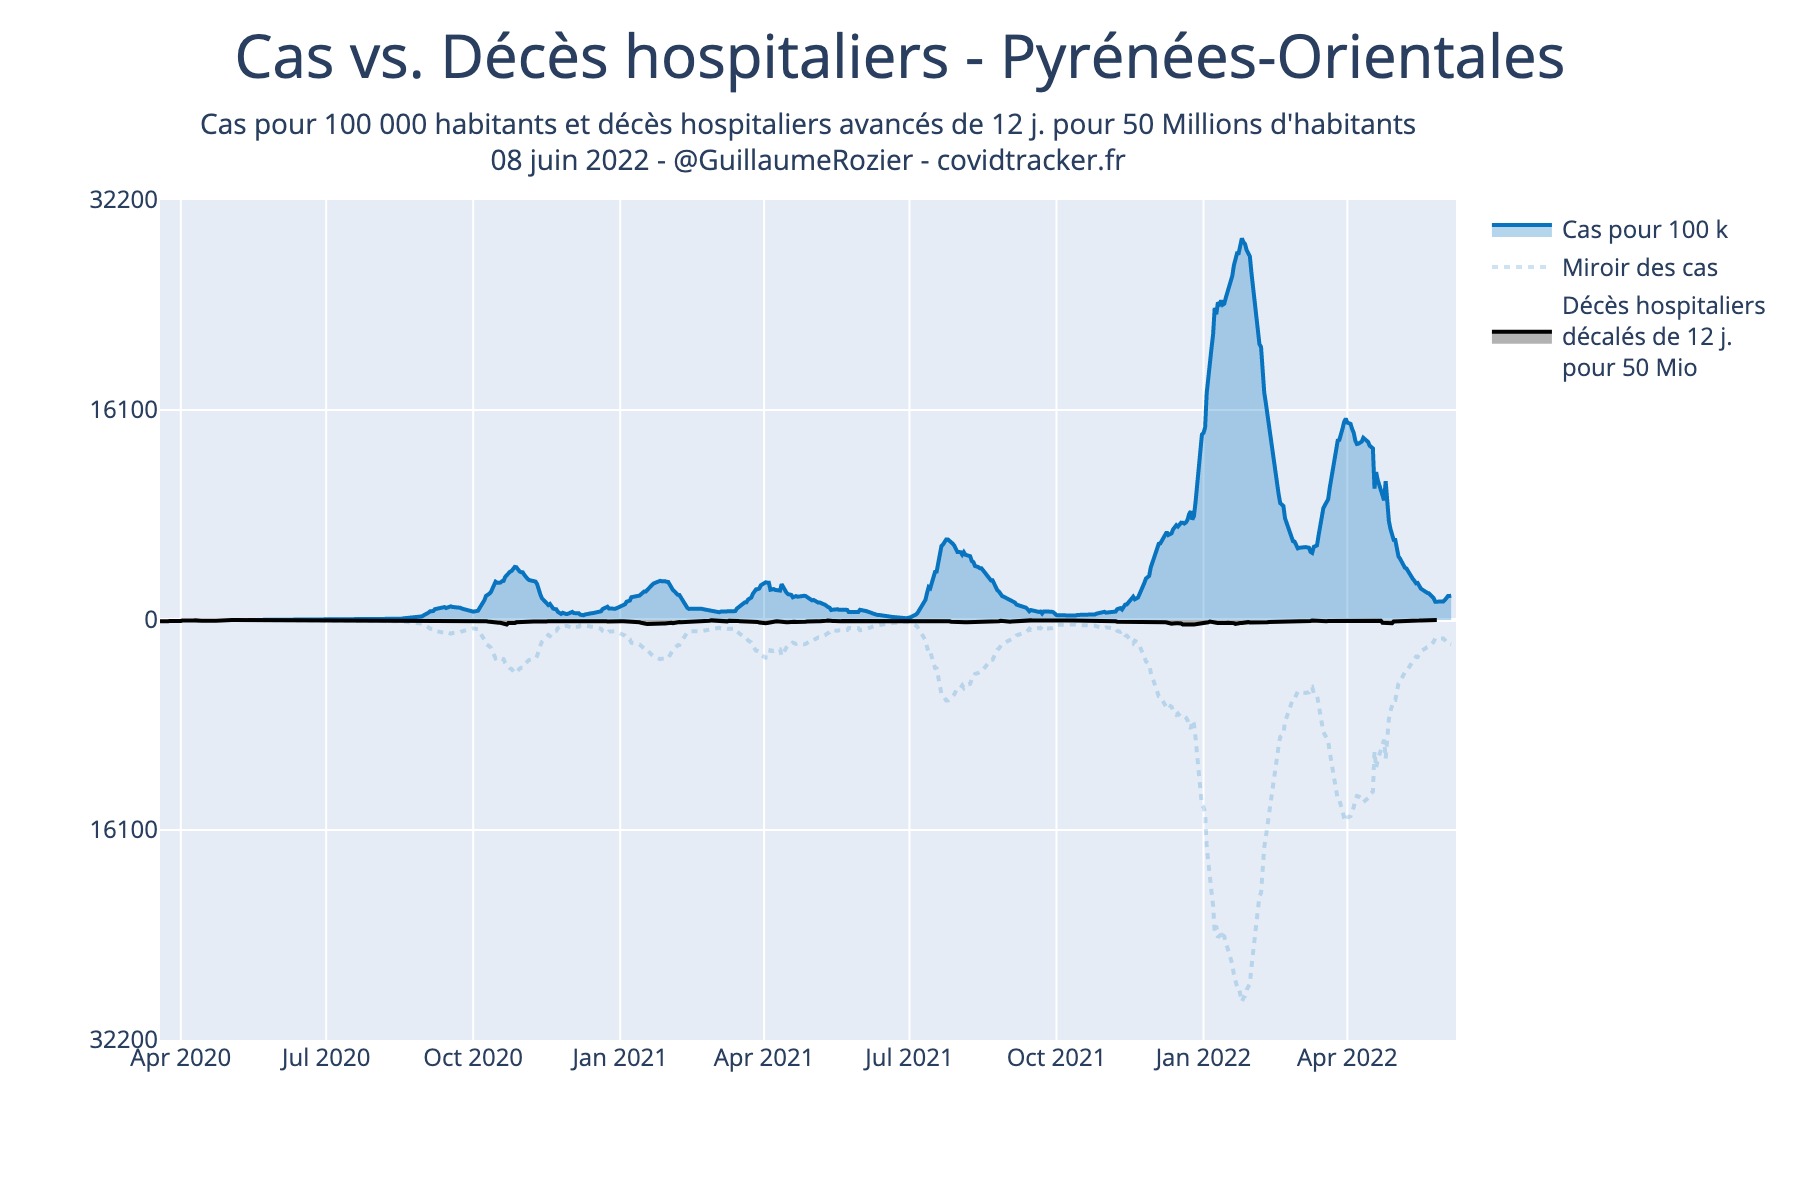 Cas vs. Décès hospitaliers - Pyrénées-Orientales
Cas pour 100 000 habitants et décès hospitaliers avancés de 12 j. pour 50 Millions d'habitants
08 juin 2022 - @GuillaumeRozier - covidtracker.fr
32200
16100
0
16100
32200
Apr 2020
Jul 2020
Oct 2020
Jan 2021
Apr 2021
Jul 2021
Oct 2021
Jan 2022
Apr 2022
Cas pour 100 k
Miroir des cas
Décès hospitaliers
décalés de 12 j.
pour 50 Mio